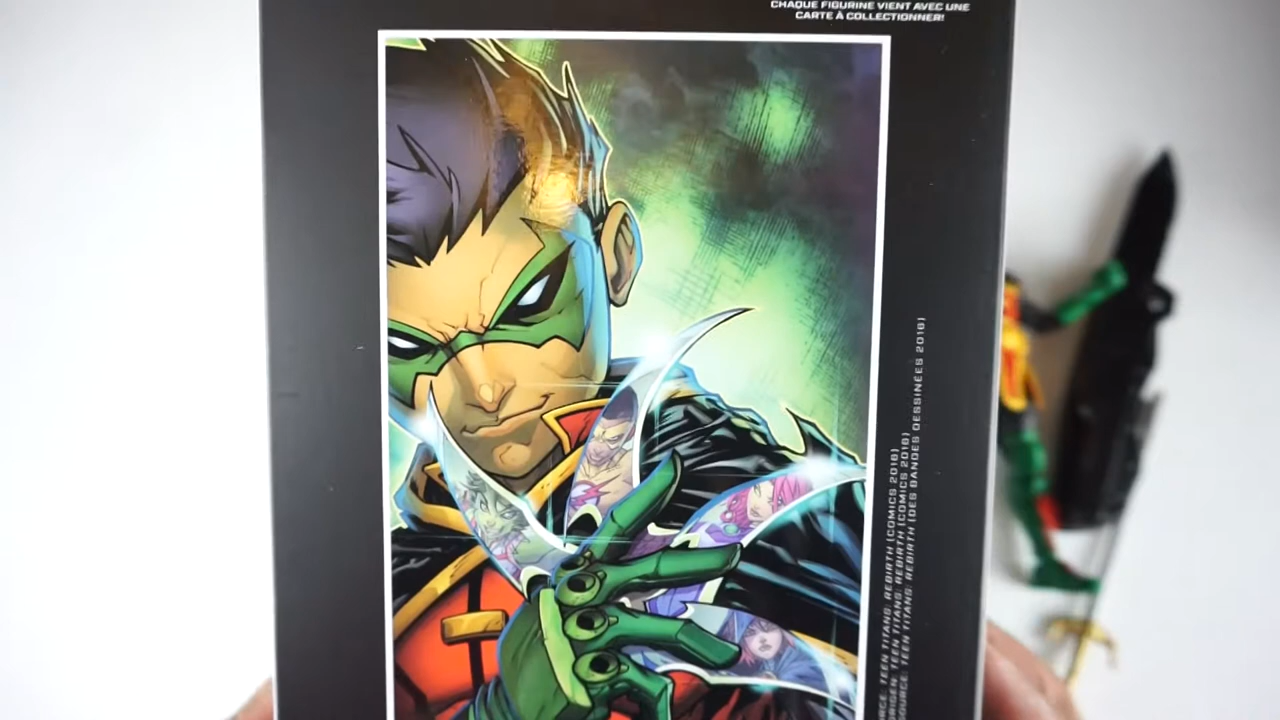 CHAQUE FIGURINE VIENT AVEC UNE
CARTE À COLLECTIONNER!
TEEN TITANS: REBIRTH (COMICS 2016)
TEEN TITANS: REBIRTH (COMICS 2016)
TEEN TITANS: REBIRTH (DES BANDES DESSINÉES 2016)